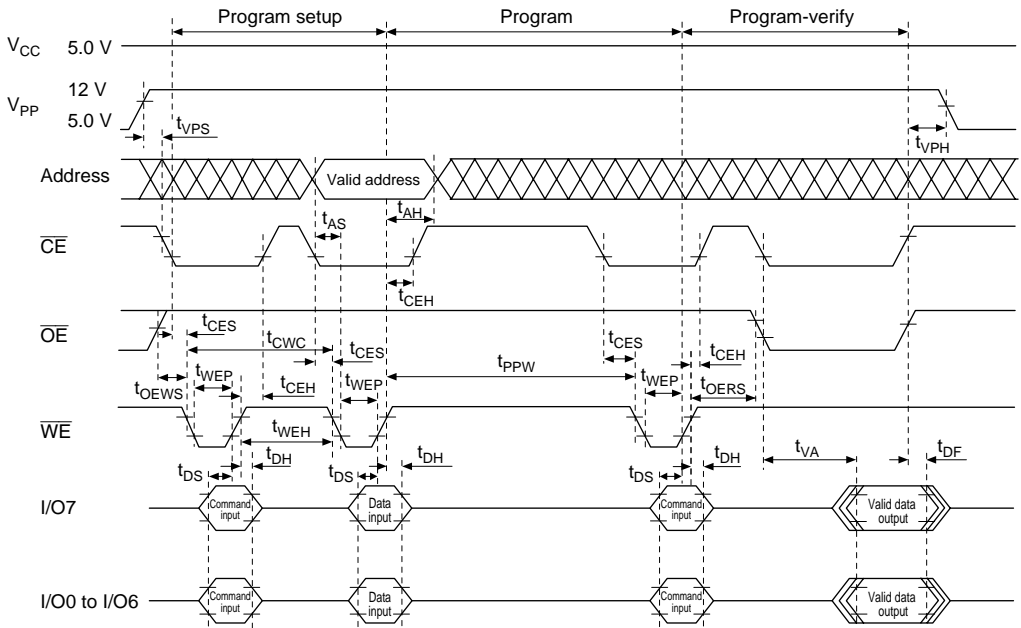 Program setup Program Program-verify
VCC 5.0 V
12 V
VPP
5.0 V
tVPS
tVPH
Address Valid address
tAH
tAS
CE
tCEH
OE
tCES tCWC tCES tCES tCEH
tPPW
tOEWS tWEP tCEH tWEP tWEP tOERS
WE
tWEH
tDS tDH tDS tDH tDS tDH tVA tDF
I/O7 Command input Data input Command input Valid data output
I/O0 to I/O6 Command input Data input Command input Valid data output